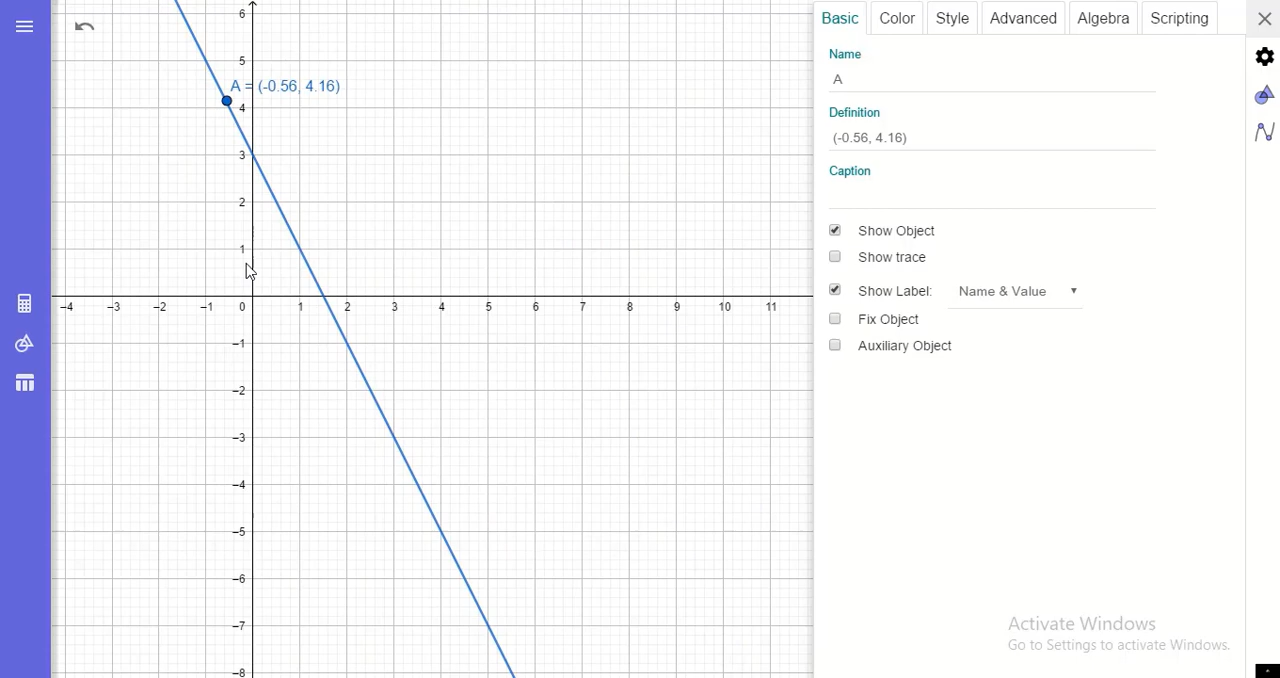 Basic Color Style Advanced Algebra Scripting
Name
A
Definition
(-0.56, 4.16)
Caption
Show Object
Show trace
Show Label: Name & Value
Fix Object
Auxiliary Object
A = (-0.56, 4.16)
6
5
4
3
2
1
−4 −3 −2 −1 0 1 2 3 4 5 6 7 8 9 10 11
−1
−2
−3
−4
−5
−6
−7
−8
Activate Windows
Go to Settings to activate Windows.